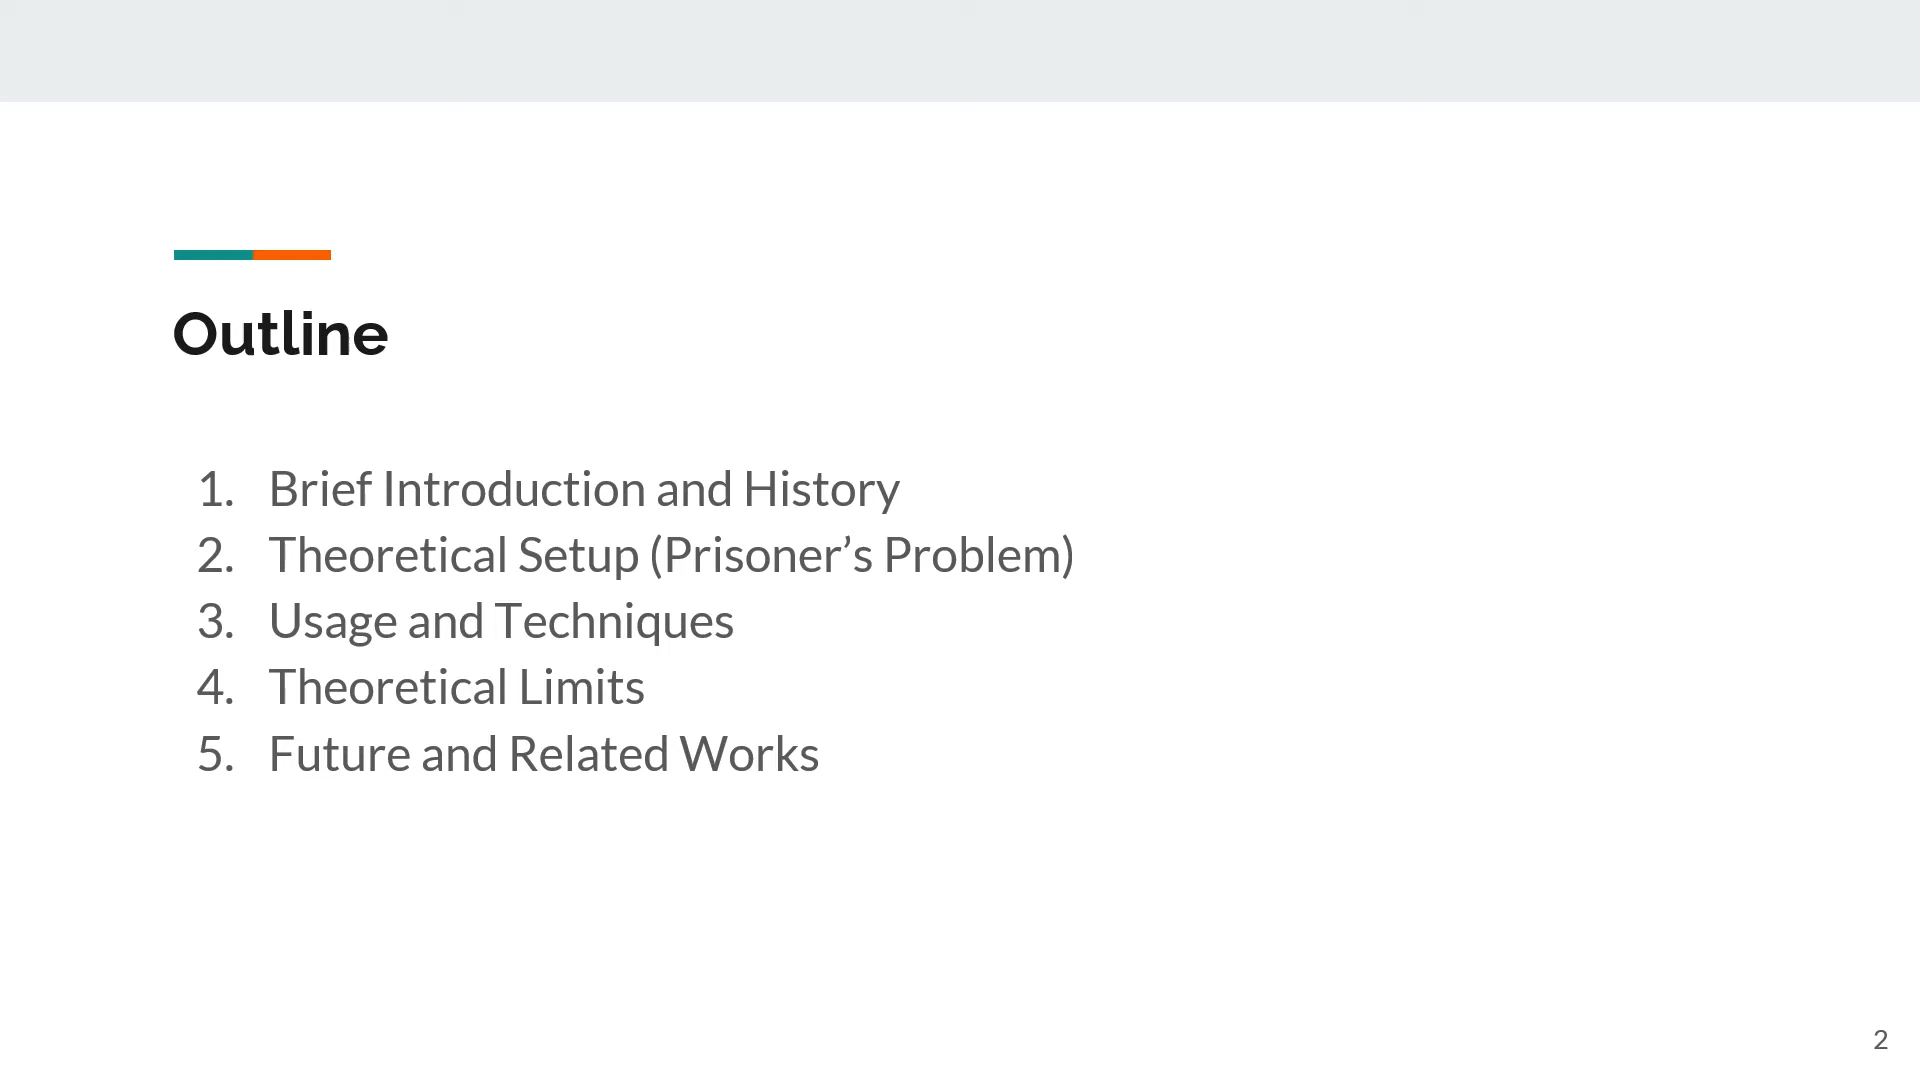 Outline
1. Brief Introduction and History
2. Theoretical Setup (Prisoner’s Problem)
3. Usage and Techniques
4. Theoretical Limits
5. Future and Related Works
2